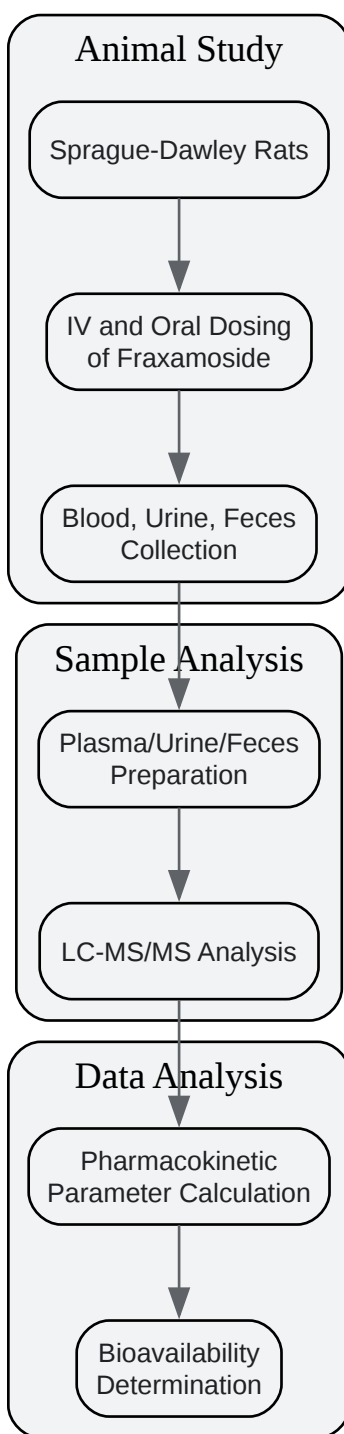 Animal Study
Sprague-Dawley Rats
IV and Oral Dosing
of Fraxamoside
Blood, Urine, Feces
Collection
Sample Analysis
Plasma/Urine/Feces
Preparation
LC-MS/MS Analysis
Data Analysis
Pharmacokinetic
Parameter Calculation
Bioavailability
Determination